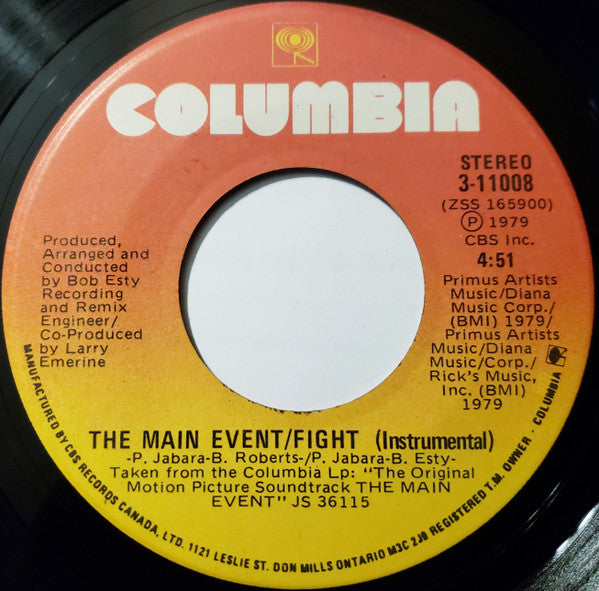 COLUMBIA
STEREO
3-11008
(ZSS 165900)
Ⓟ 1979
CBS Inc.
4:51
Primus Artists
Music/Diana
Music Corp./
(BMI) 1979/
Primus Artists
Music/Diana
Music/Corp./
Rick's Music,
Inc. (BMI)
1979
Produced,
Arranged and
Conducted
by Bob Esty
Recording
and Remix
Engineer/
Co-Produced
by Larry
Emerine
THE MAIN EVENT/FIGHT (Instrumental)
-P. Jabara-B. Roberts-/P. Jabara-B. Esty-
Taken from the Columbia Lp: "The Original
Motion Picture Soundtrack THE MAIN
EVENT" JS 36115
MANUFACTURED BY CBS RECORDS CANADA, LTD. 1121 LESLIE ST. DON MILLS ONTARIO M3C 2J8 REGISTERED T.M. OWNER - COLUMBIA